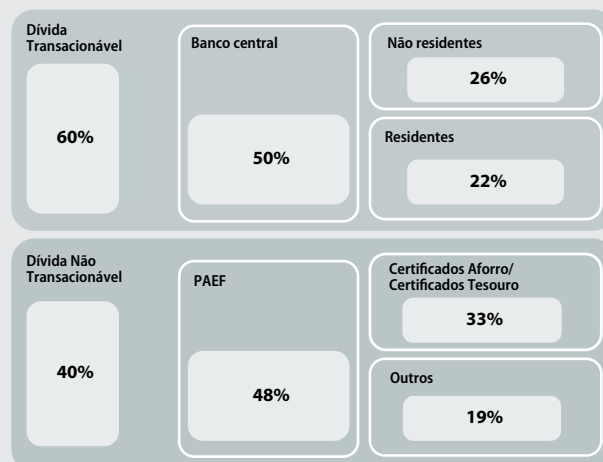 Dívida
Transacionável
60%
Banco central
50%
Não residentes
26%
Residentes
22%
Dívida Não
Transacionável
40%
PAEF
48%
Certificados Aforro/
Certificados Tesouro
33%
Outros
19%